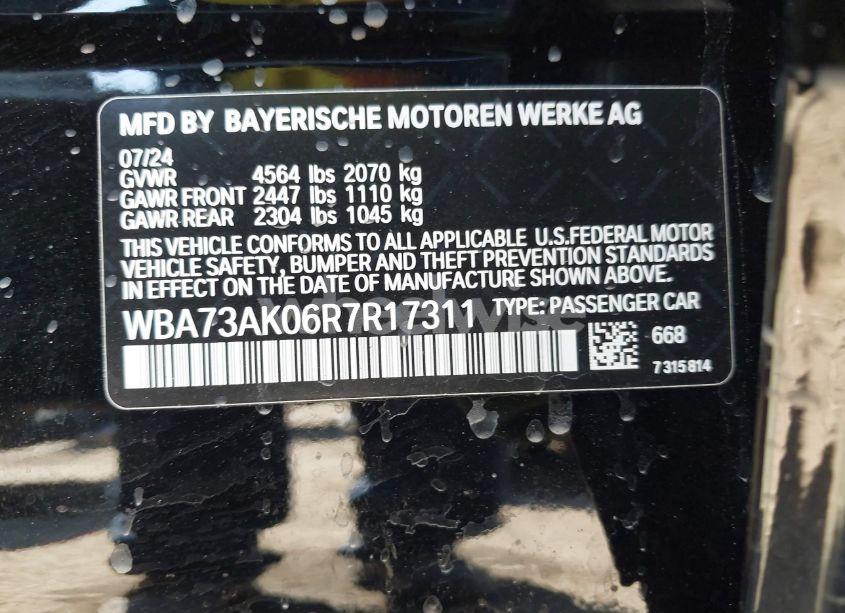 MFD BY BAYERISCHE MOTOREN WERKE AG
07/24
GVWR 4564 lbs 2070 kg
GAWR FRONT 2447 lbs 1110 kg
GAWR REAR 2304 lbs 1045 kg
THIS VEHICLE CONFORMS TO ALL APPLICABLE U.S.FEDERAL MOTOR
VEHICLE SAFETY, BUMPER AND THEFT PREVENTION STANDARDS
IN EFFECT ON THE DATE OF MANUFACTURE SHOWN ABOVE.
WBA73AK06R7R17311 TYPE: PASSENGER CAR
668
7315814